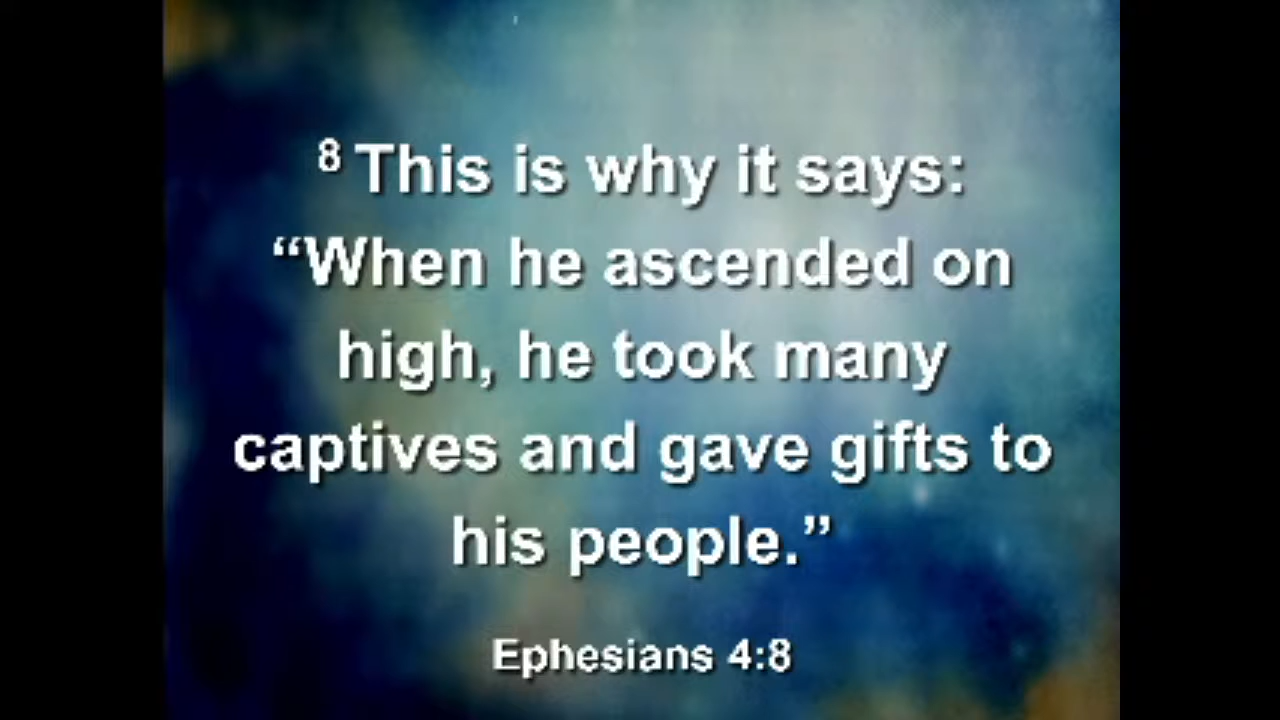 8 This is why it says:
“When he ascended on
high, he took many
captives and gave gifts to
his people.”
Ephesians 4:8